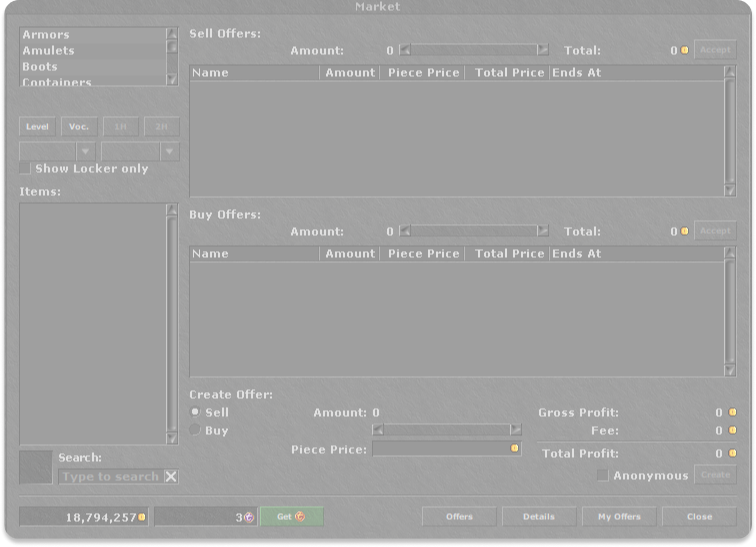 Market
Armors
Amulets
Boots
Containers
Level Voc. 1H 2H
Show Locker only
Items:
Search:
Type to search
Sell Offers:
Amount: 0 Total: 0 Accept
Name Amount Piece Price Total Price Ends At
Buy Offers:
Amount: 0 Total: 0 Accept
Name Amount Piece Price Total Price Ends At
Create Offer:
Sell Amount: 0 Gross Profit: 0
Buy Fee: 0
Piece Price: Total Profit: 0
Anonymous Create
18,794,257 3 Get Offers Details My Offers Close